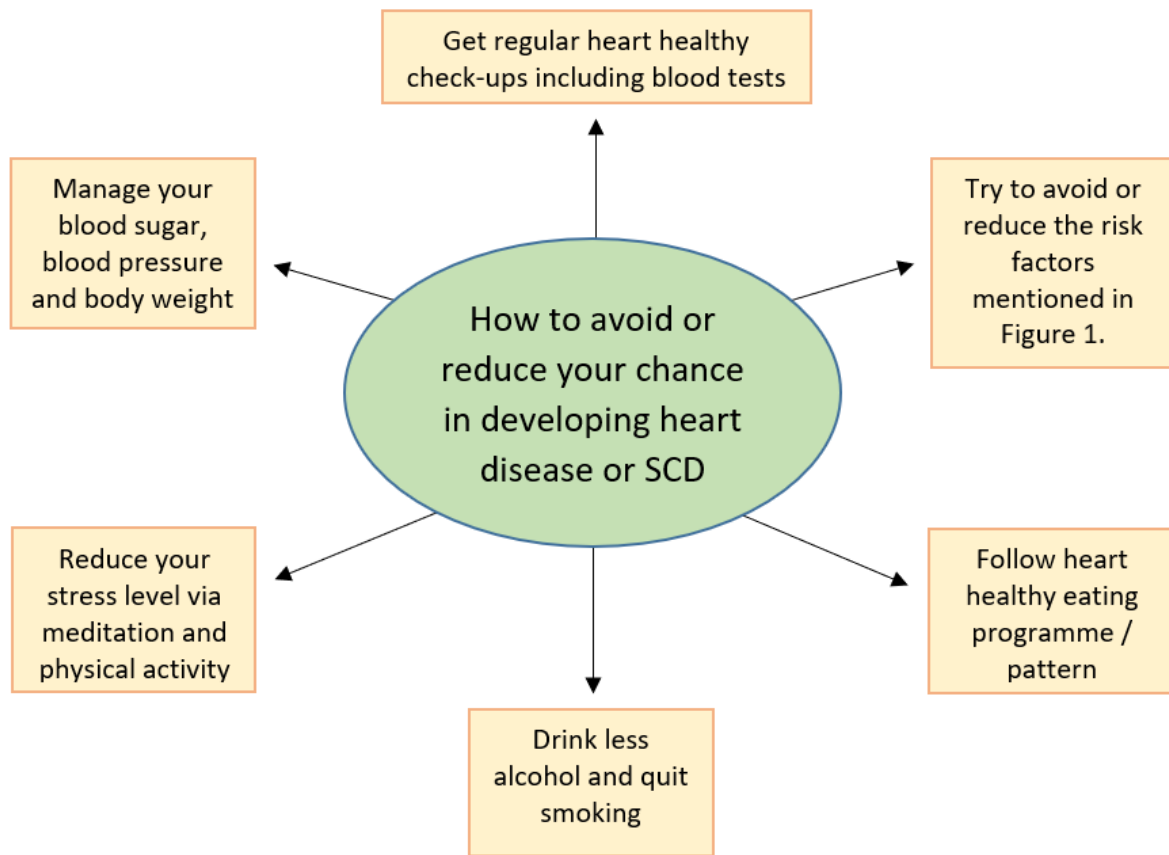 Get regular heart healthy
check-ups including blood tests
Manage your
blood sugar,
blood pressure
and body weight
Try to avoid or
reduce the risk
factors
mentioned in
Figure 1.
How to avoid or
reduce your chance
in developing heart
disease or SCD
Reduce your
stress level via
meditation and
physical activity
Follow heart
healthy eating
programme /
pattern
Drink less
alcohol and quit
smoking